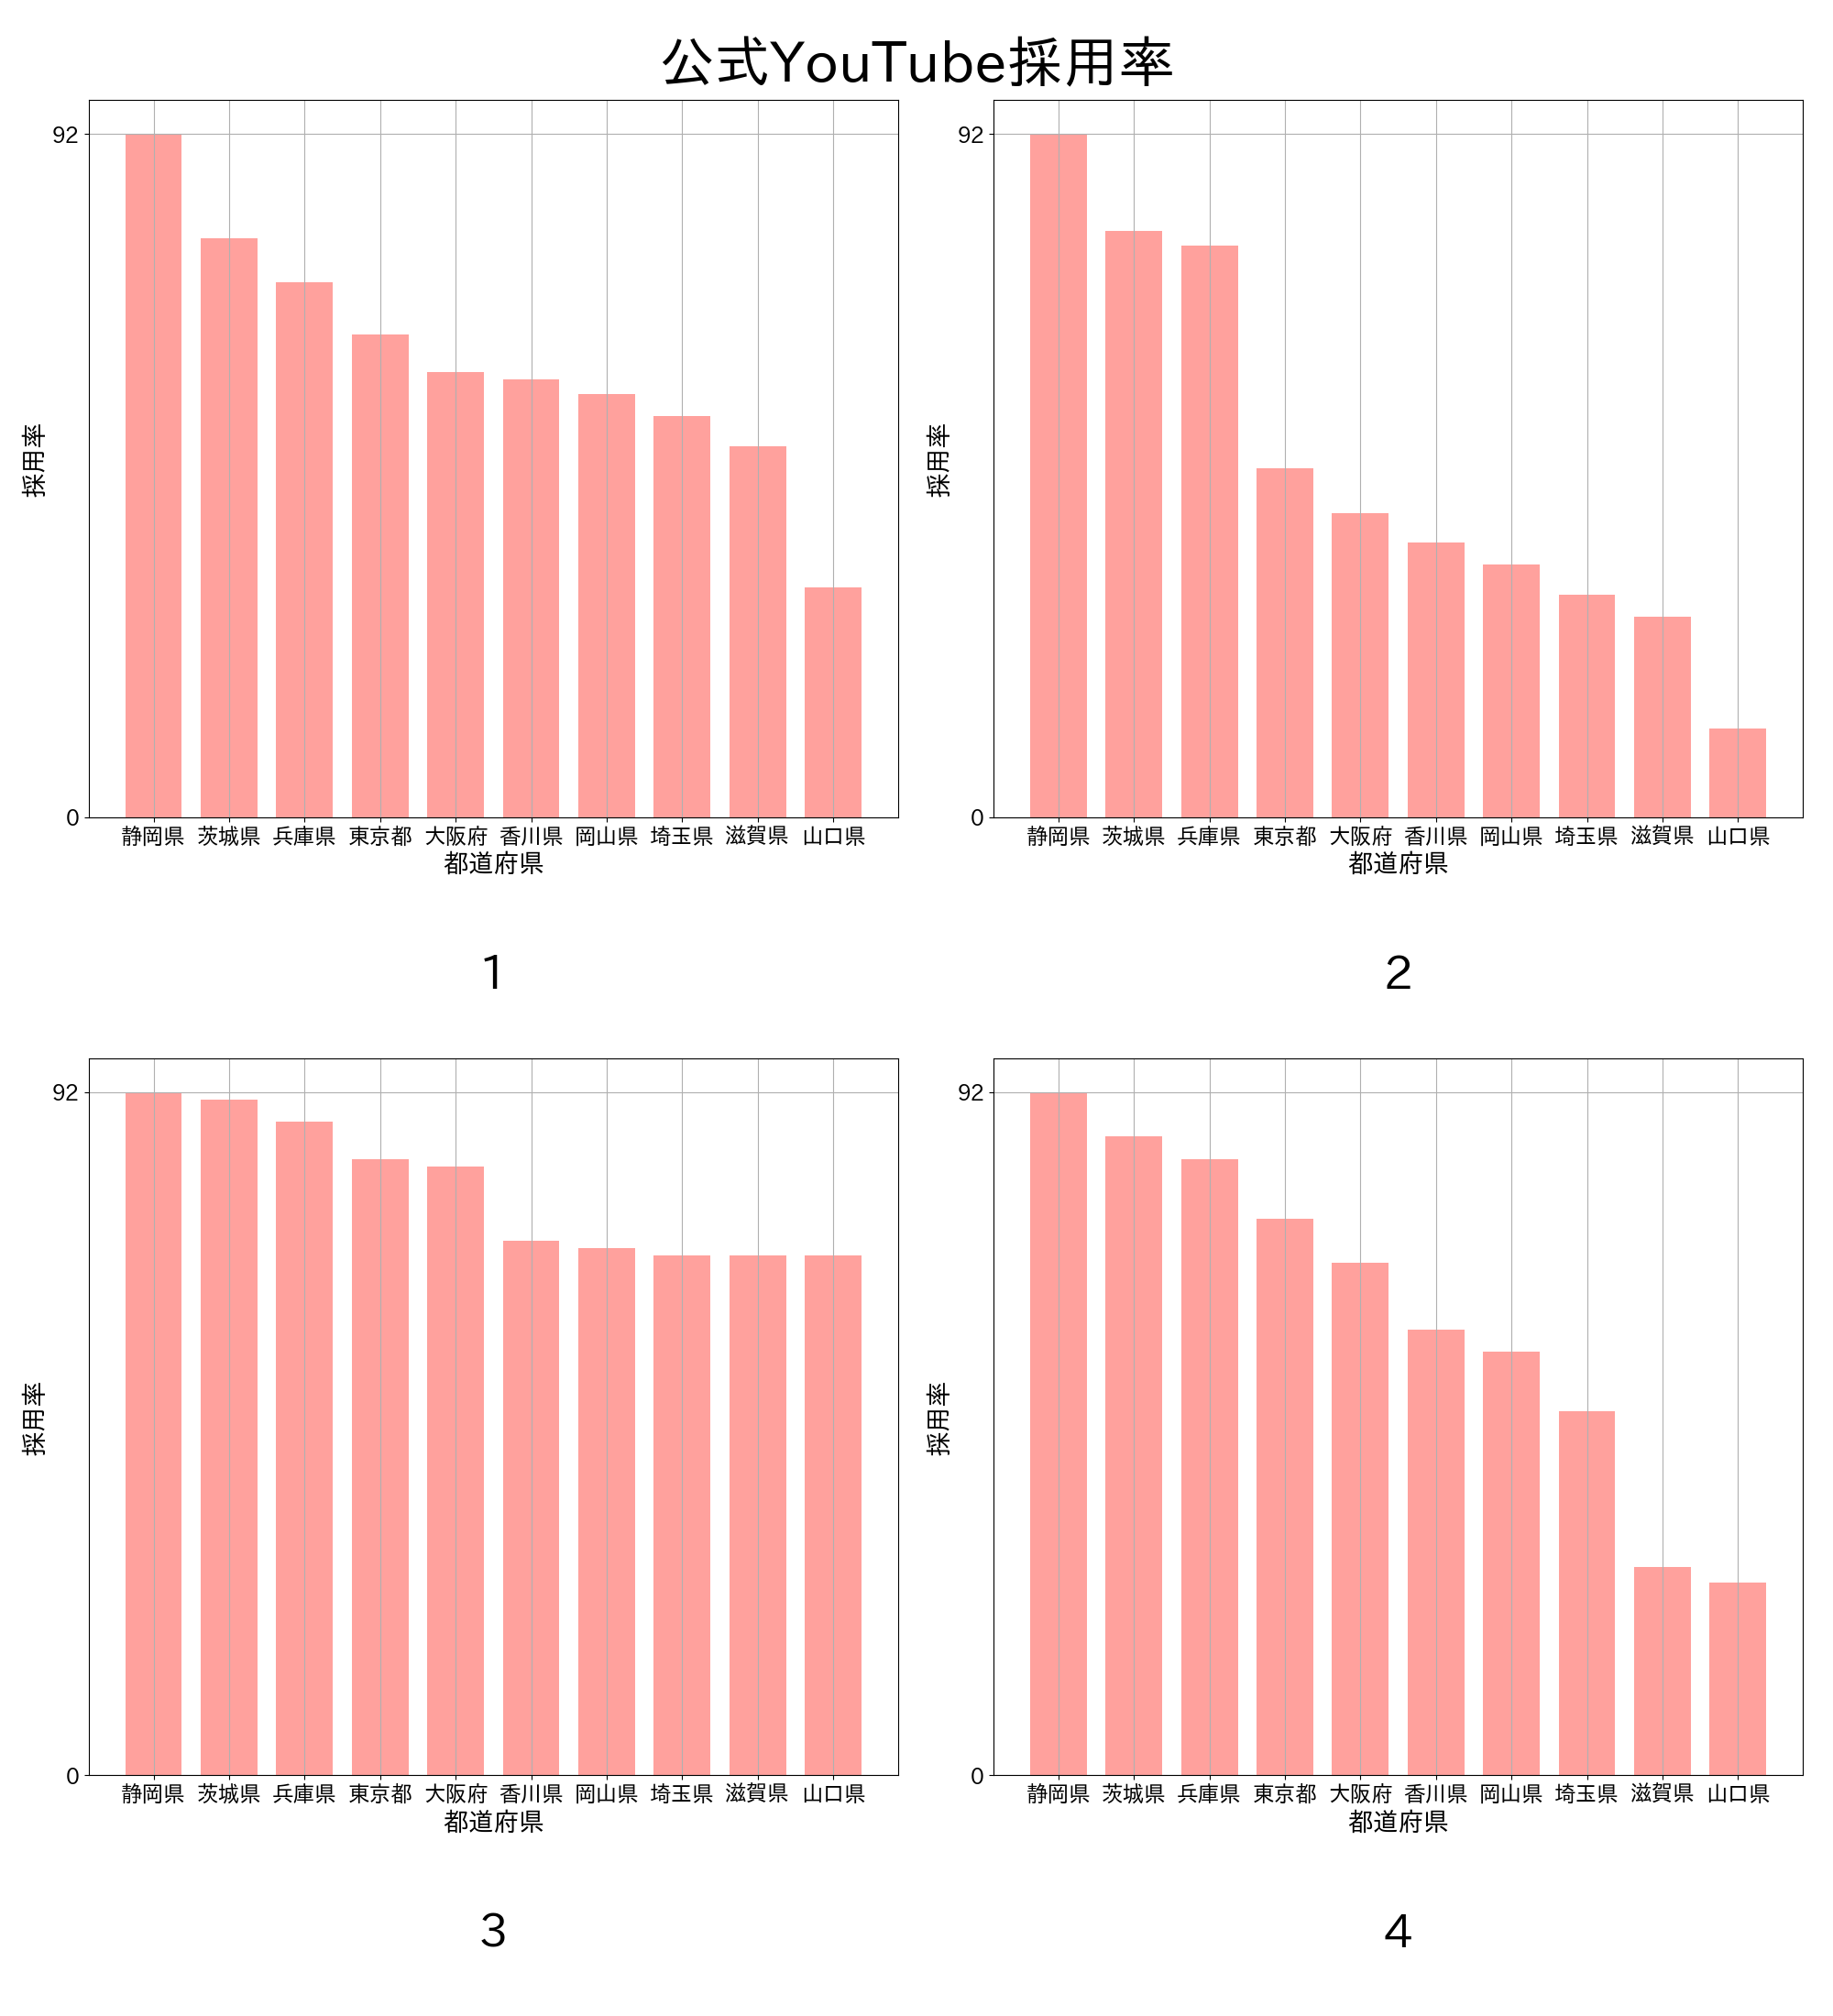 公式YouTube採用率
92
0
採用率
静岡県 茨城県 兵庫県 東京都 大阪府 香川県 岡山県 埼玉県 滋賀県 山口県
都道府県
1
92
0
採用率
静岡県 茨城県 兵庫県 東京都 大阪府 香川県 岡山県 埼玉県 滋賀県 山口県
都道府県
2
92
0
採用率
静岡県 茨城県 兵庫県 東京都 大阪府 香川県 岡山県 埼玉県 滋賀県 山口県
都道府県
3
92
0
採用率
静岡県 茨城県 兵庫県 東京都 大阪府 香川県 岡山県 埼玉県 滋賀県 山口県
都道府県
4